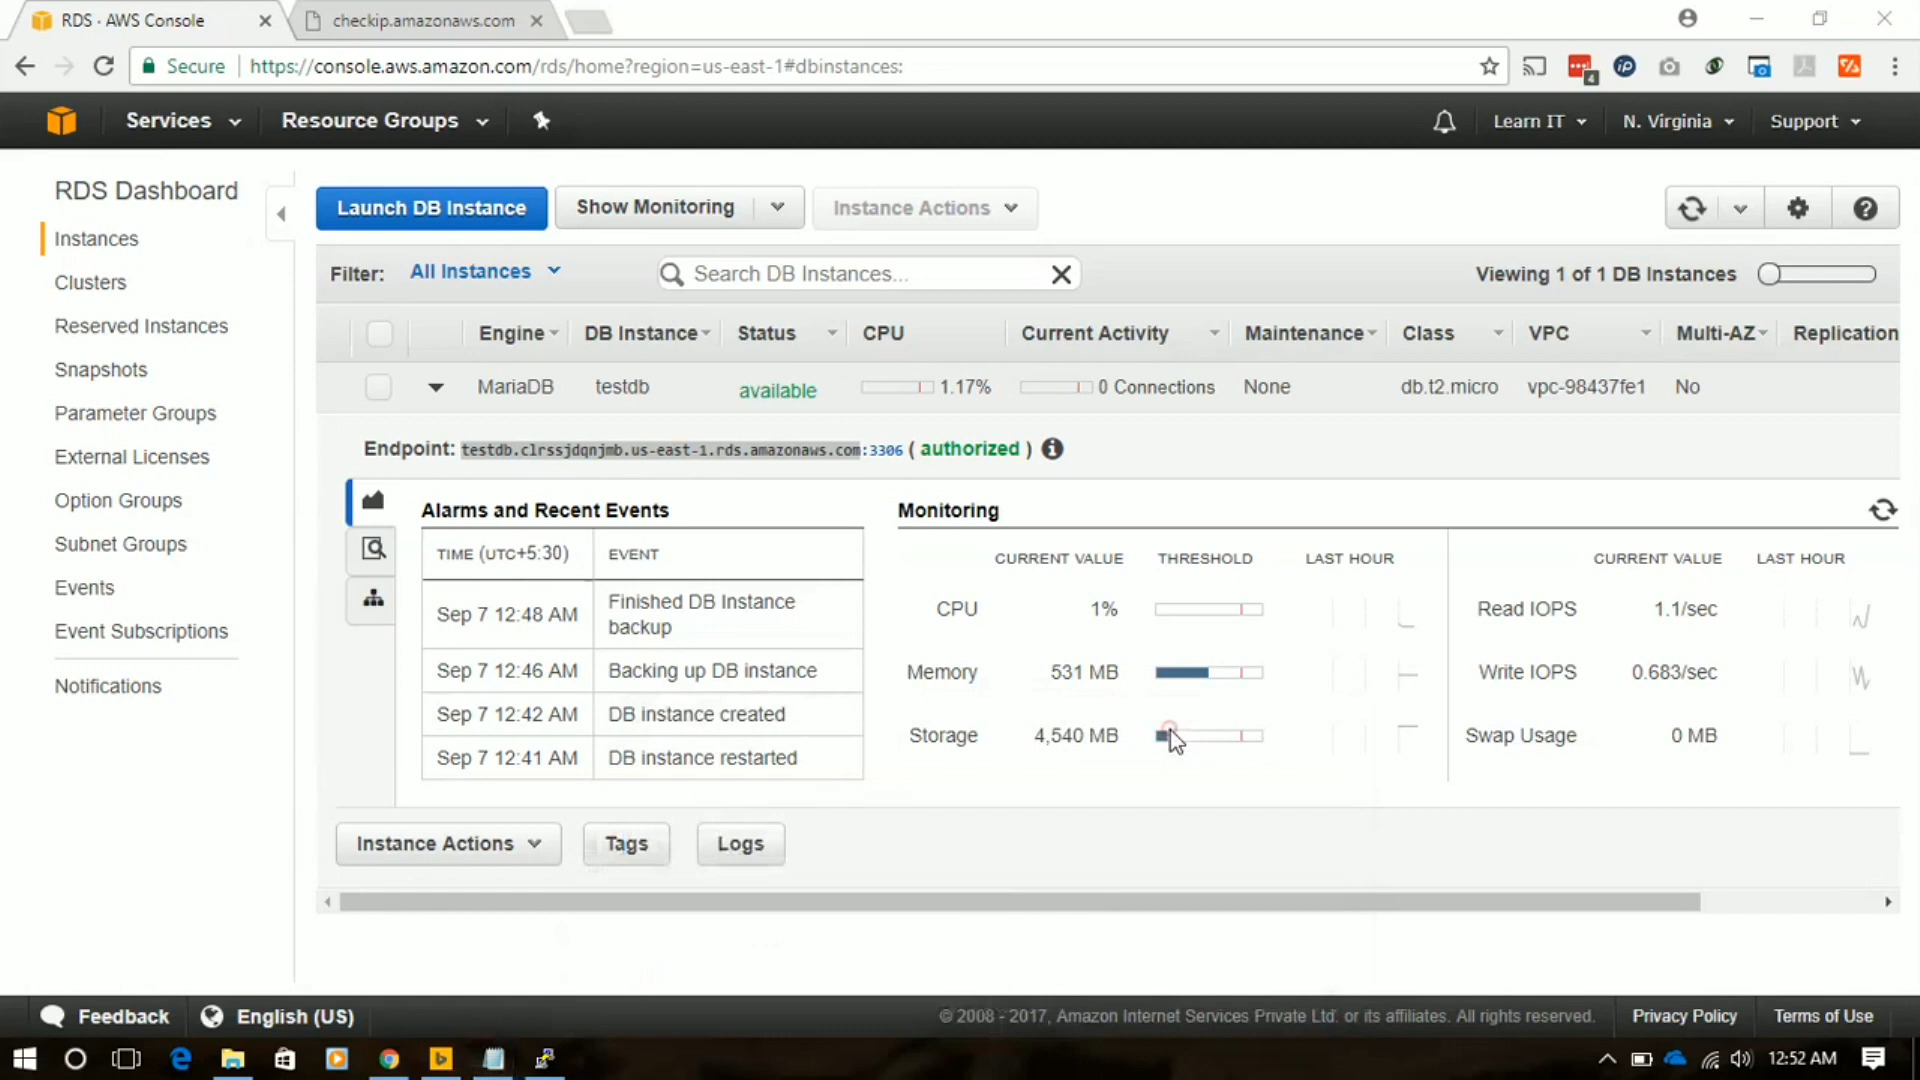 RDS · AWS Console
checkip.amazonaws.com
Secure
https://console.aws.amazon.com/rds/home?region=us-east-1#dbinstances:
4
Services
Resource Groups
Learn IT
N. Virginia
Support
RDS Dashboard
Instances
Clusters
Reserved Instances
Snapshots
Parameter Groups
External Licenses
Option Groups
Subnet Groups
Events
Event Subscriptions
Notifications
Launch DB Instance
Show Monitoring
Instance Actions
Filter: All Instances
Search DB Instances...
Viewing 1 of 1 DB Instances
Engine DB Instance Status CPU Current Activity Maintenance Class VPC Multi-AZ Replication
MariaDB testdb available 1.17% 0 Connections None db.t2.micro vpc-98437fe1 No
Endpoint: testdb.clrssjdqnjmb.us-east-1.rds.amazonaws.com:3306 ( authorized )
Alarms and Recent Events
TIME (UTC+5:30) EVENT
Sep 7 12:48 AM Finished DB Instance
backup
Sep 7 12:46 AM Backing up DB instance
Sep 7 12:42 AM DB instance created
Sep 7 12:41 AM DB instance restarted
Monitoring
CURRENT VALUE THRESHOLD LAST HOUR CURRENT VALUE LAST HOUR
CPU 1% Read IOPS 1.1/sec
Memory 531 MB Write IOPS 0.683/sec
Storage 4,540 MB Swap Usage 0 MB
Instance Actions
Tags
Logs
Feedback
English (US)
© 2008 - 2017, Amazon Internet Services Private Ltd. or its affiliates. All rights reserved.
Privacy Policy
Terms of Use
12:52 AM